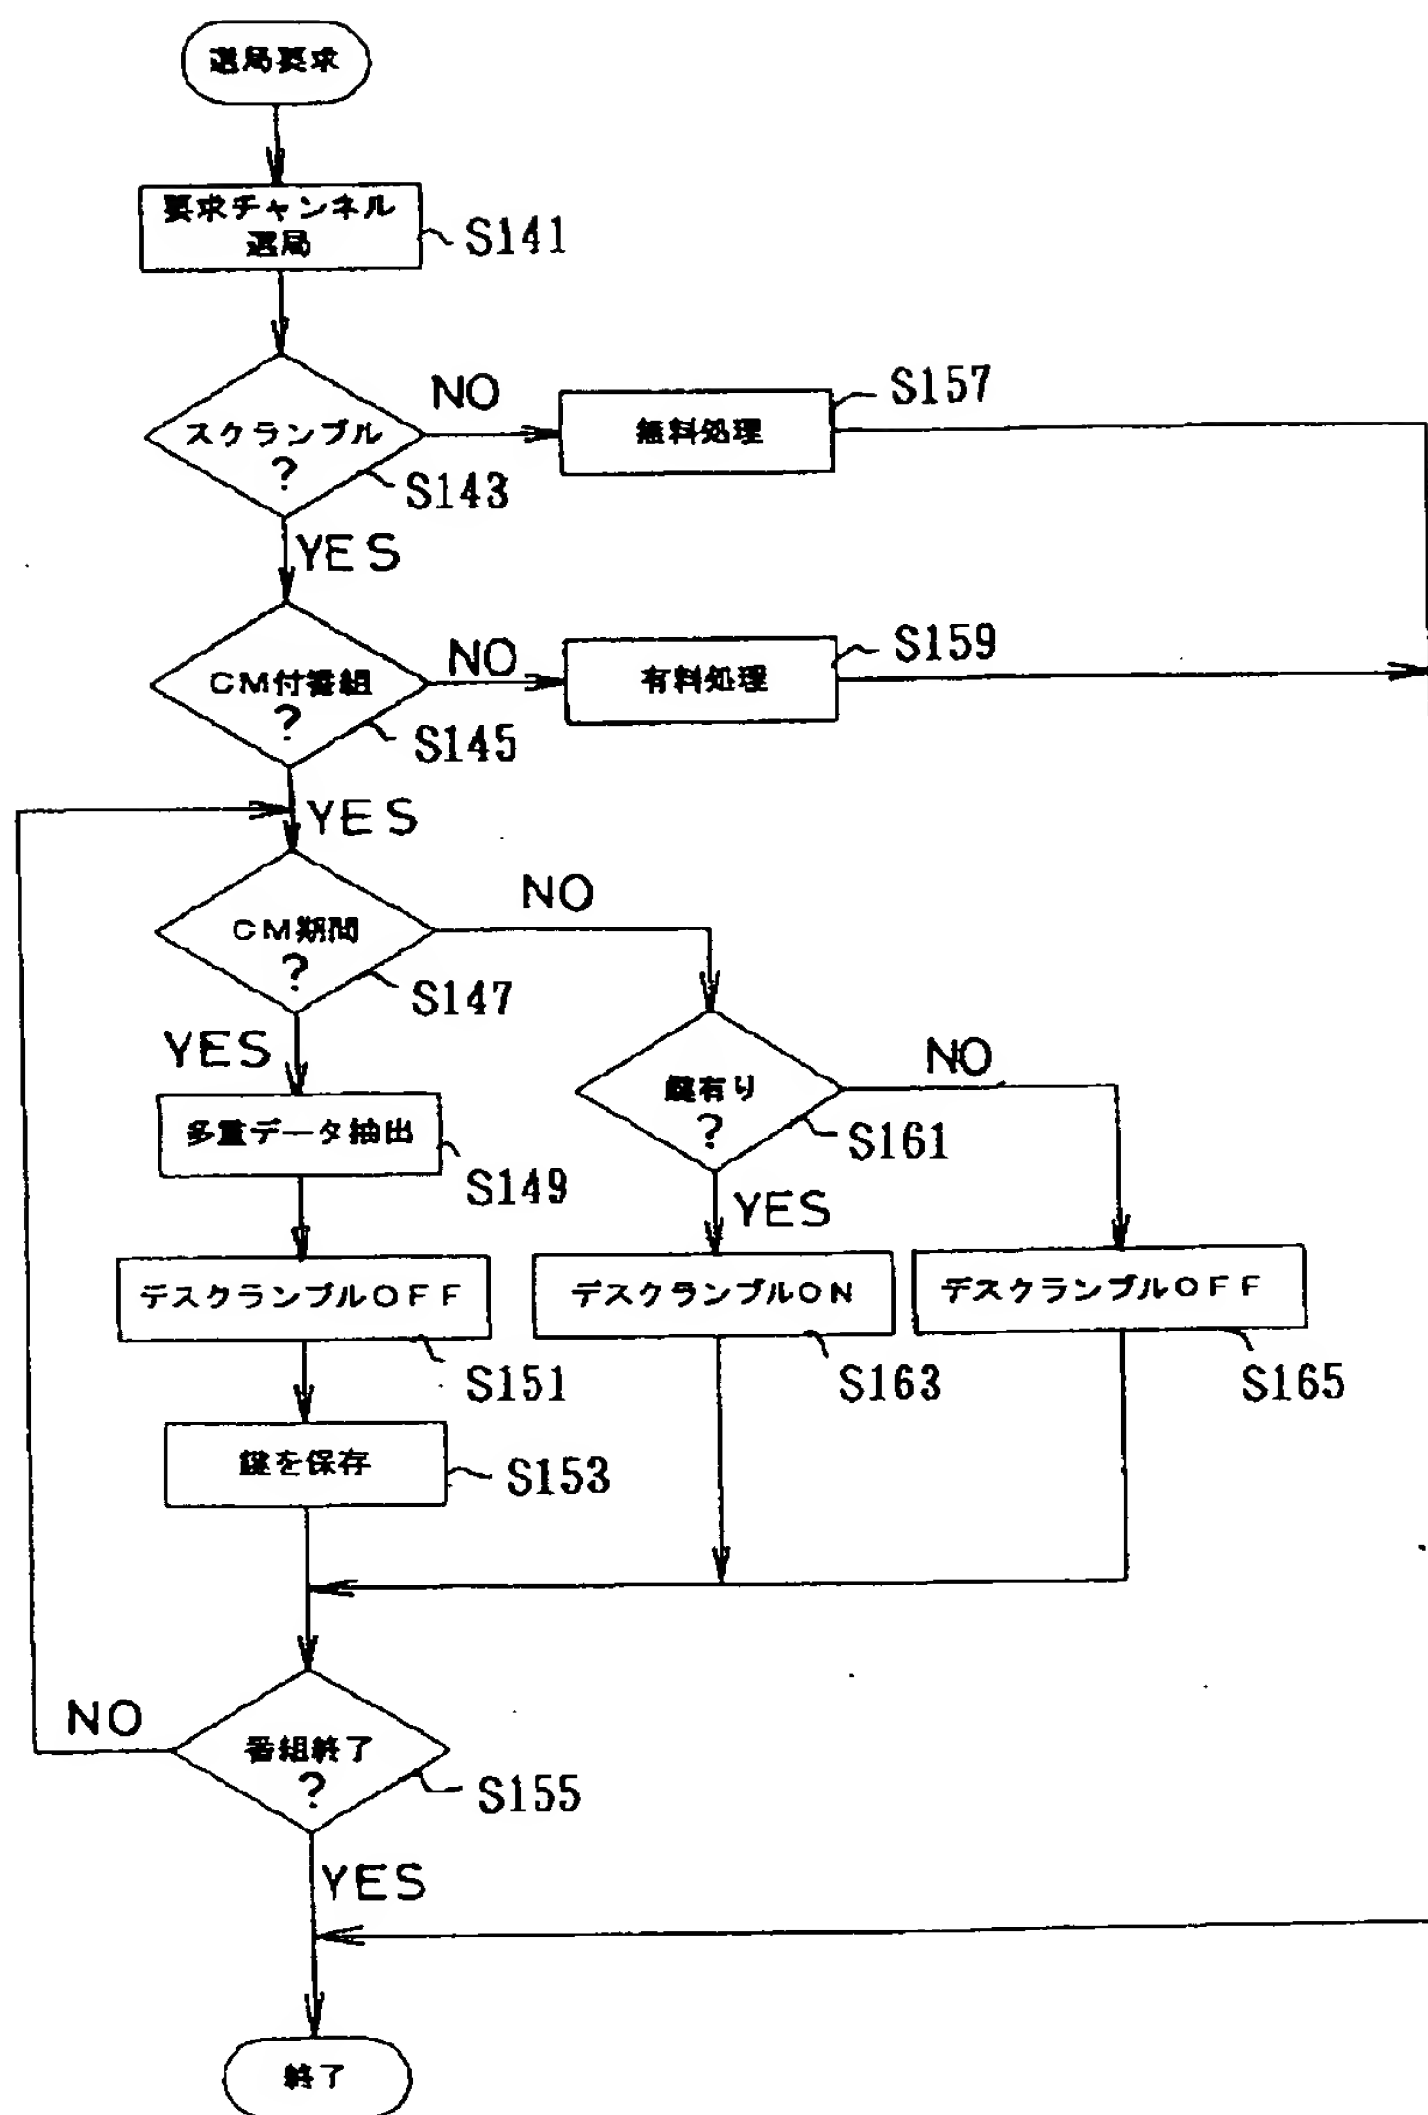 選局要求
要求チャンネル
選局
S141
スクランブル
?
S143
NO
無料処理
S157
YES
CM付番組
?
S145
NO
有料処理
S159
YES
CM期間
?
S147
NO
YES
鍵有り
?
S161
NO
多重データ抽出
S149
YES
デスクランブルOFF
S151
デスクランブルON
S163
デスクランブルOFF
S165
鍵を保存
S153
番組終了
?
S155
NO
YES
終了